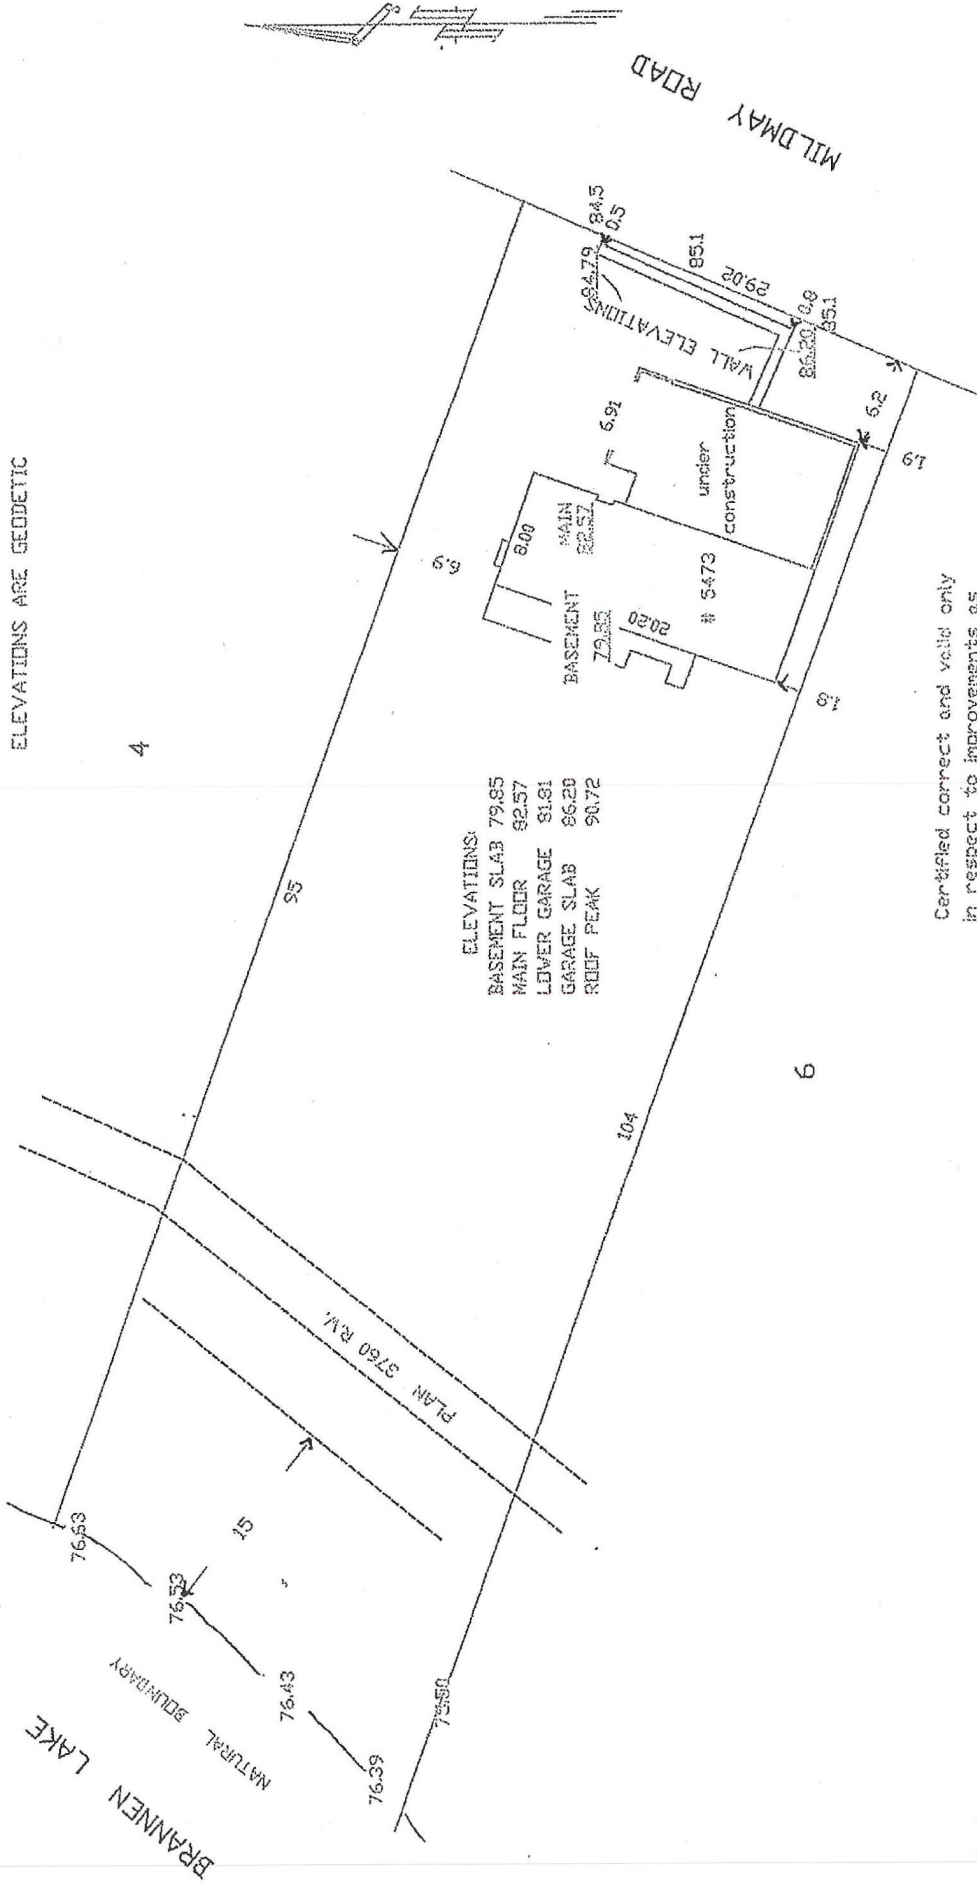 ELEVATIONS ARE GEODETIC
MILDMAY ROAD
4
95
6.9
84.5
0.5
84.79
85.1
29.02
WALL ELEVATIONS
0.8
85.1
86.20
6.91
6.2
1.9
8.00
MAIN
82.57
under
construction
BASEMENT
79.85
20.20
# 5473
1.8
ELEVATIONS:
BASEMENT SLAB 79.85
MAIN FLOOR 82.57
LOWER GARAGE 81.81
GARAGE SLAB 86.20
ROOF PEAK 90.72
104
6
PLAN 3760 R.W.
15
76.63
76.53
76.43
76.39
NATURAL BOUNDARY
BRANNEN LAKE
Certified correct and valid only
in respect to improvements as